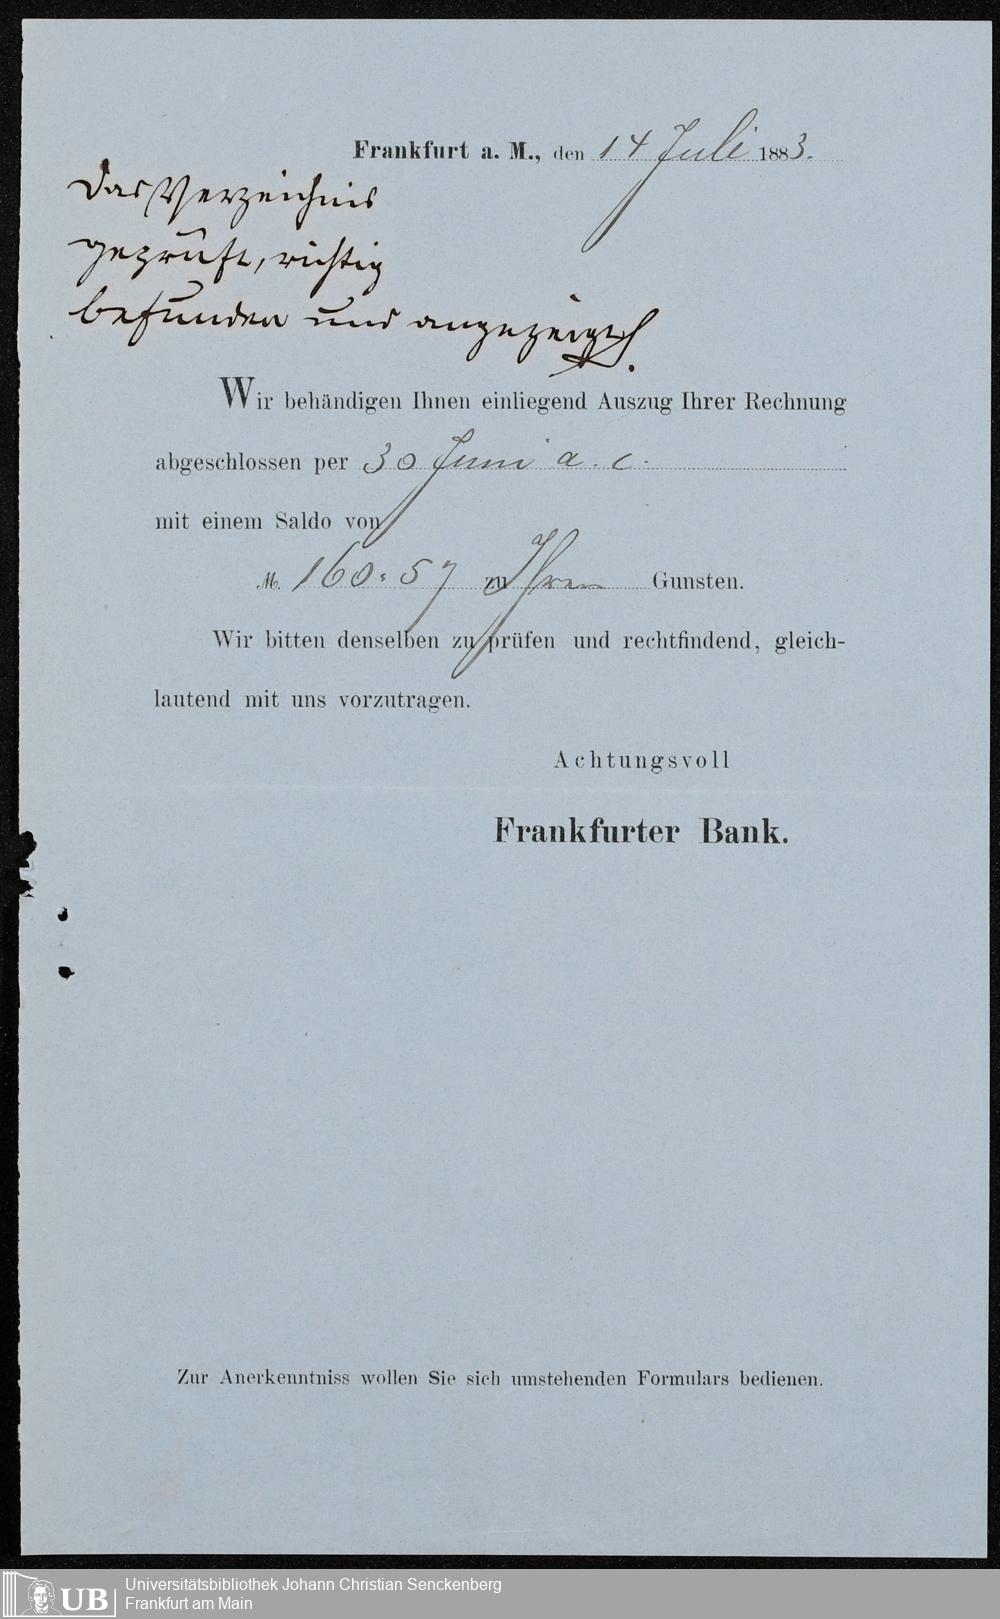 Frankfurt a. M., den 14 Juli 1883.
Das Verzeichnis
geprüft, richtig
befunden und angezeigt
Wir behändigen Ihnen einliegend Auszug Ihrer Rechnung
abgeschlossen per 30 Juni a. c.
mit einem Saldo von
M. 160.57 zu Ihren Gunsten.
Wir bitten denselben zu prüfen und rechtfindend, gleich-
lautend mit uns vorzutragen.
Achtungsvoll
Frankfurter Bank.
Zur Anerkenntniss wollen Sie sich umstehenden Formulars bedienen.
UB
Universitätsbibliothek Johann Christian Senckenberg
Frankfurt am Main